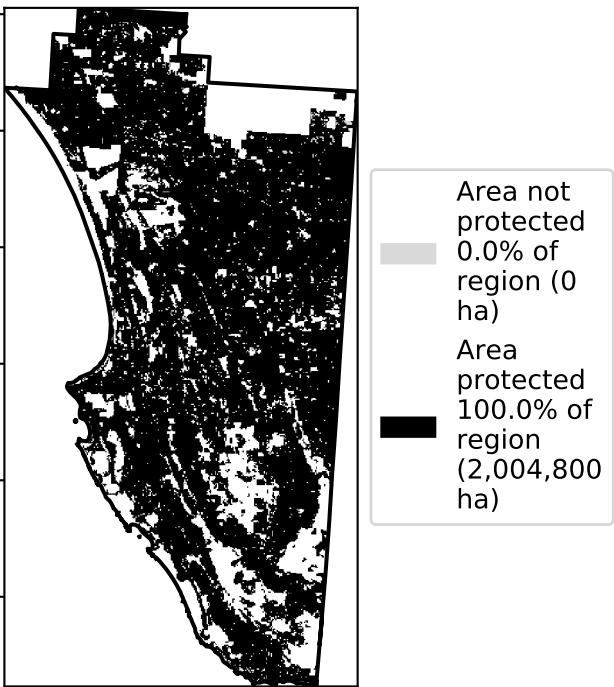 Area not
protected
0.0% of
region (0
ha)
Area
protected
100.0% of
region
(2,004,800
ha)